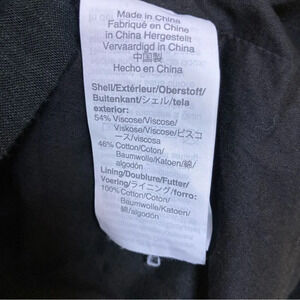 Made in China
Fabriqué en Chine
in China Hergestellt
Vervaardigd in China
中国製
Hecho en China
Shell/Extérieur/Oberstoff/
Buitenkant/シェル/tela
exterior:
54% Viscose/Viscose/
Viskose/Viscose/ビスコ
ース/viscosa
46% Cotton/Coton/
Baumwolle/Katoen/綿/
algodón
Lining/Doublure/Futter/
Voering/ライニング/forro:
100% Cotton/Coton/
Baumwolle/Katoen/
綿/algodón